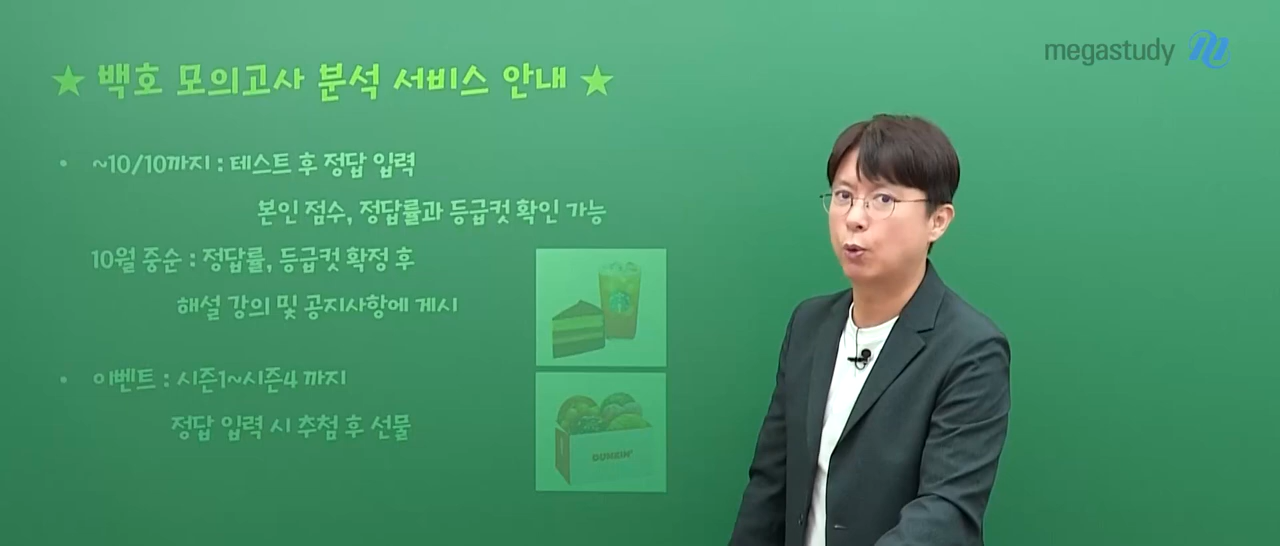 megastudy
★ 백호 모의고사 분석 서비스 안내 ★
• ~10/10까지 : 테스트 후 정답 입력
본인 점수, 정답률과 등급컷 확인 가능
10월 중순 : 정답률, 등급컷 확정 후
해설 강의 및 공지사항에 게시
• 이벤트 : 시즌1~시즌4 까지
정답 입력 시 추첨 후 선물
DUNKIN'